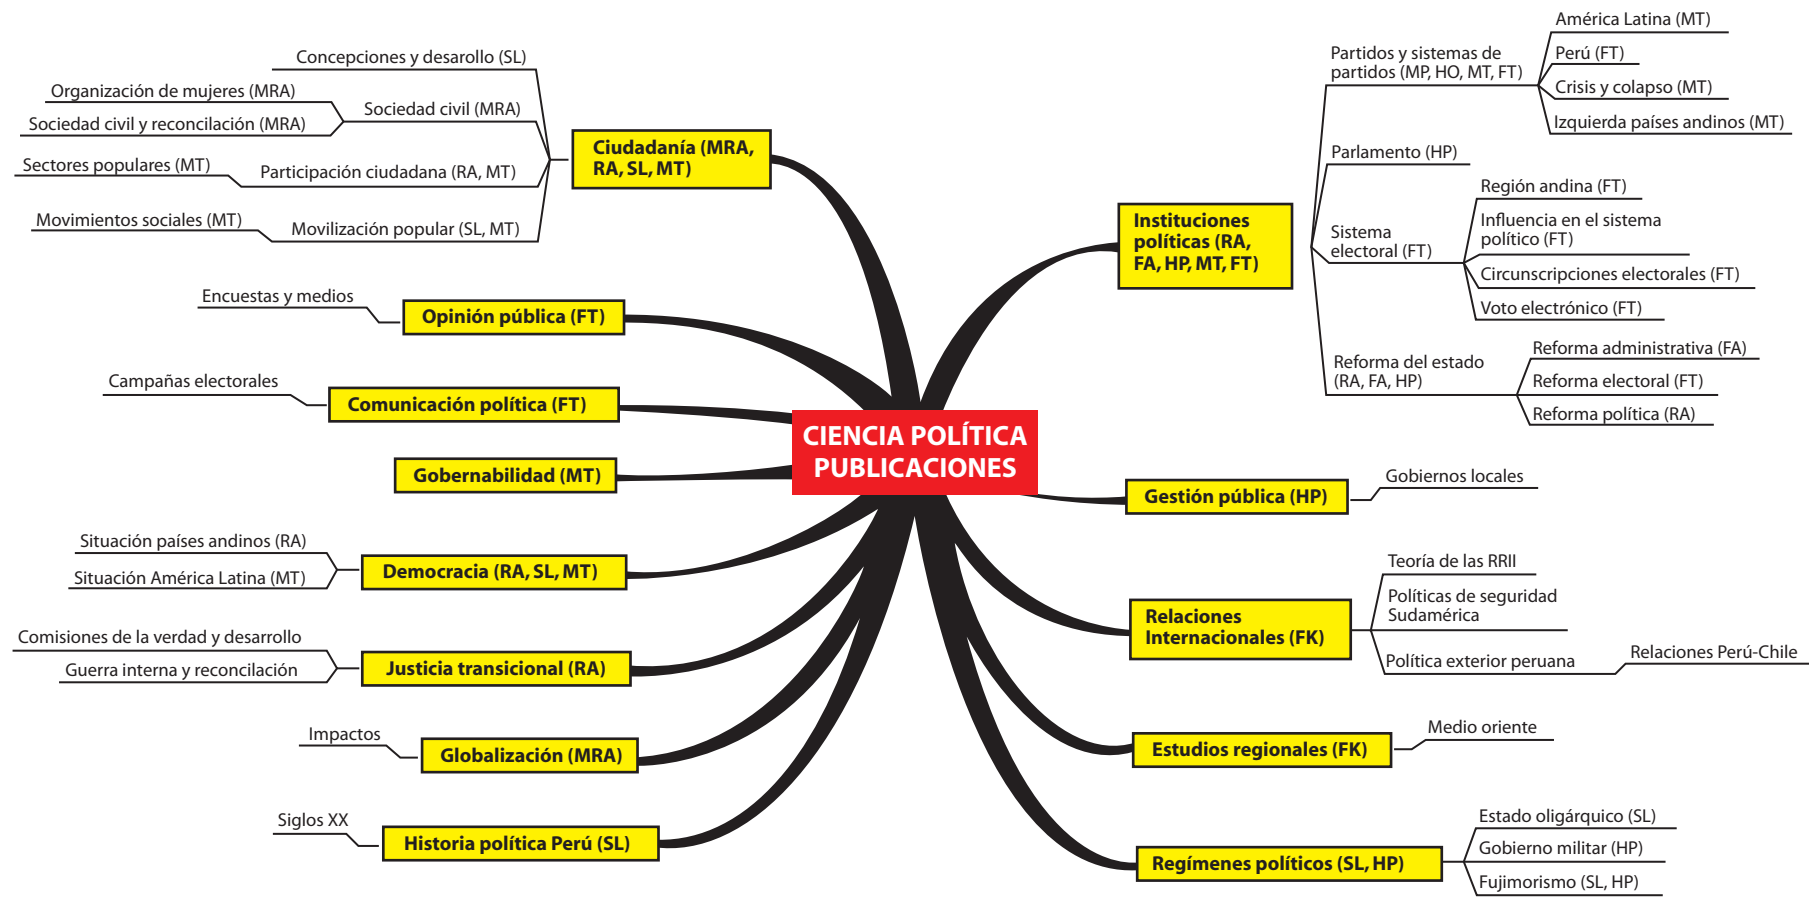 Concepciones y desarollo (SL)
Organización de mujeres (MRA)
Sociedad civil (MRA)
Sociedad civil y reconcilación (MRA)
Sectores populares (MT)
Participación ciudadana (RA, MT)
Movimientos sociales (MT)
Movilización popular (SL, MT)
Ciudadanía (MRA,
RA, SL, MT)
Encuestas y medios
Opinión pública (FT)
Campañas electorales
Comunicación política (FT)
Gobernabilidad (MT)
Situación países andinos (RA)
Situación América Latina (MT)
Democracia (RA, SL, MT)
Comisiones de la verdad y desarrollo
Guerra interna y reconcilación
Justicia transicional (RA)
Impactos
Globalización (MRA)
Siglos XX
Historia política Perú (SL)
CIENCIA POLÍTICA
PUBLICACIONES
Instituciones
políticas (RA,
FA, HP, MT, FT)
Partidos y sistemas de
partidos (MP, HO, MT, FT)
América Latina (MT)
Perú (FT)
Crisis y colapso (MT)
Izquierda países andinos (MT)
Parlamento (HP)
Sistema
electoral (FT)
Región andina (FT)
Influencia en el sistema
político (FT)
Circunscripciones electorales (FT)
Voto electrónico (FT)
Reforma del estado
(RA, FA, HP)
Reforma administrativa (FA)
Reforma electoral (FT)
Reforma política (RA)
Gestión pública (HP)
Gobiernos locales
Relaciones
Internacionales (FK)
Teoría de las RRII
Políticas de seguridad
Sudamérica
Política exterior peruana
Relaciones Perú-Chile
Estudios regionales (FK)
Medio oriente
Regímenes políticos (SL, HP)
Estado oligárquico (SL)
Gobierno militar (HP)
Fujimorismo (SL, HP)